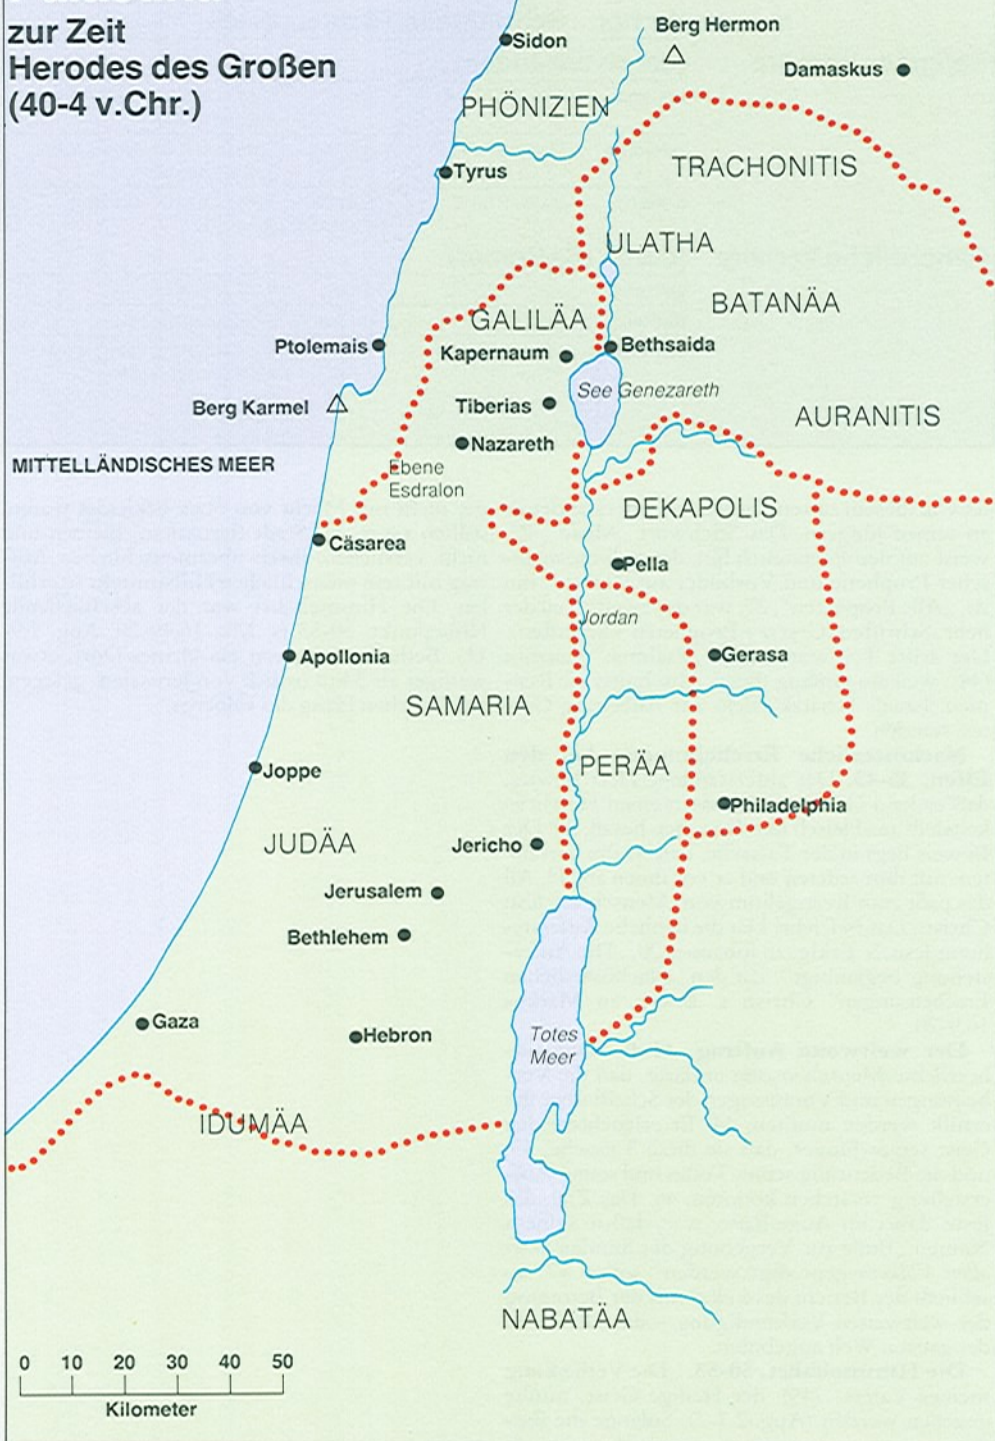 zur Zeit
Herodes des Großen
(40-4 v.Chr.)
Berg Hermon
Sidon
Damaskus
PHÖNIZIEN
TRACHONITIS
Tyrus
ULATHA
BATANÄA
GALILÄA
Ptolemais
Kapernaum
Bethsaida
See Genezareth
Berg Karmel
Tiberias
AURANITIS
Nazareth
MITTELLÄNDISCHES MEER
Ebene
Esdralon
DEKAPOLIS
Cäsarea
Pella
Jordan
Apollonia
Gerasa
SAMARIA
Joppe
PERÄA
Philadelphia
JUDÄA
Jericho
Jerusalem
Bethlehem
Gaza
Hebron
Totes
Meer
IDUMÄA
NABATÄA
0 10 20 30 40 50
Kilometer